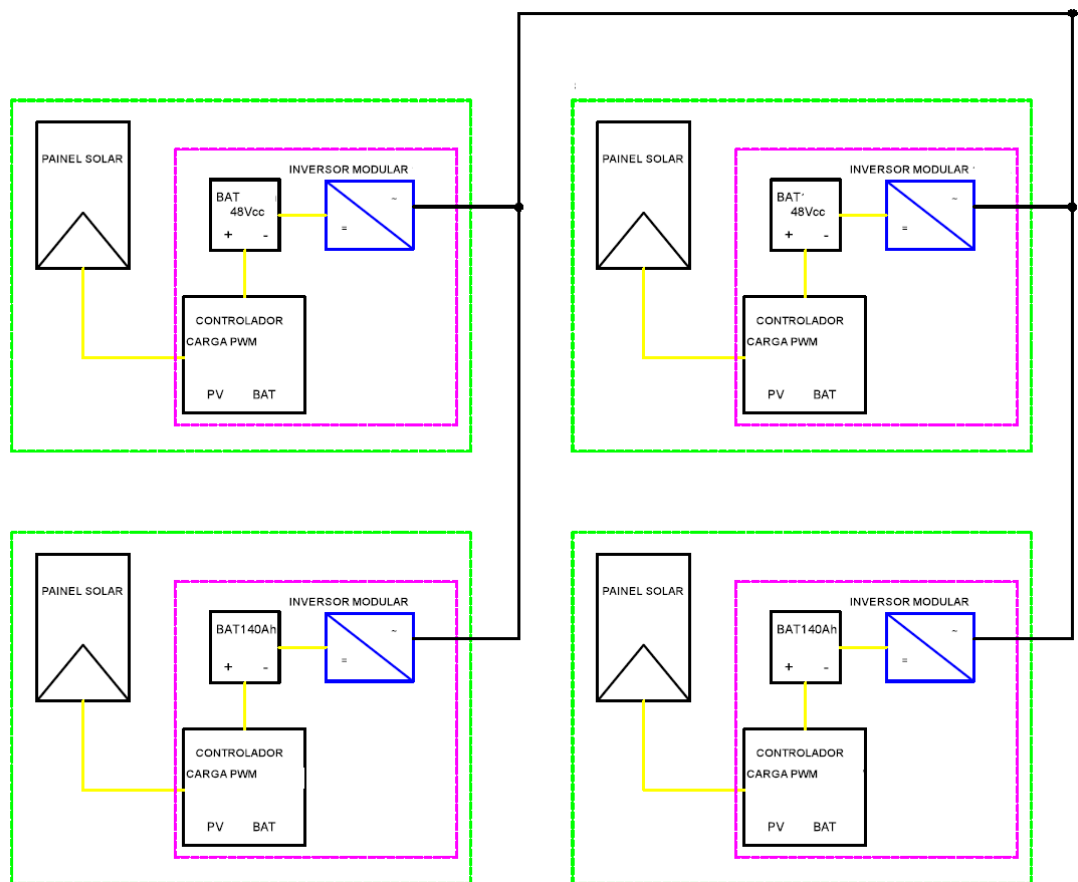 PAINEL SOLAR
INVERSOR MODULAR
BAT
48Vcc
+ -
~
=
CONTROLADOR
CARGA PWM
PV BAT
PAINEL SOLAR
INVERSOR MODULAR
BAT
48Vcc
+ -
~
=
CONTROLADOR
CARGA PWM
PV BAT
PAINEL SOLAR
INVERSOR MODULAR
BAT140Ah
+ -
~
=
CONTROLADOR
CARGA PWM
PV BAT
PAINEL SOLAR
INVERSOR MODULAR
BAT140Ah
+ -
~
=
CONTROLADOR
CARGA PWM
PV BAT